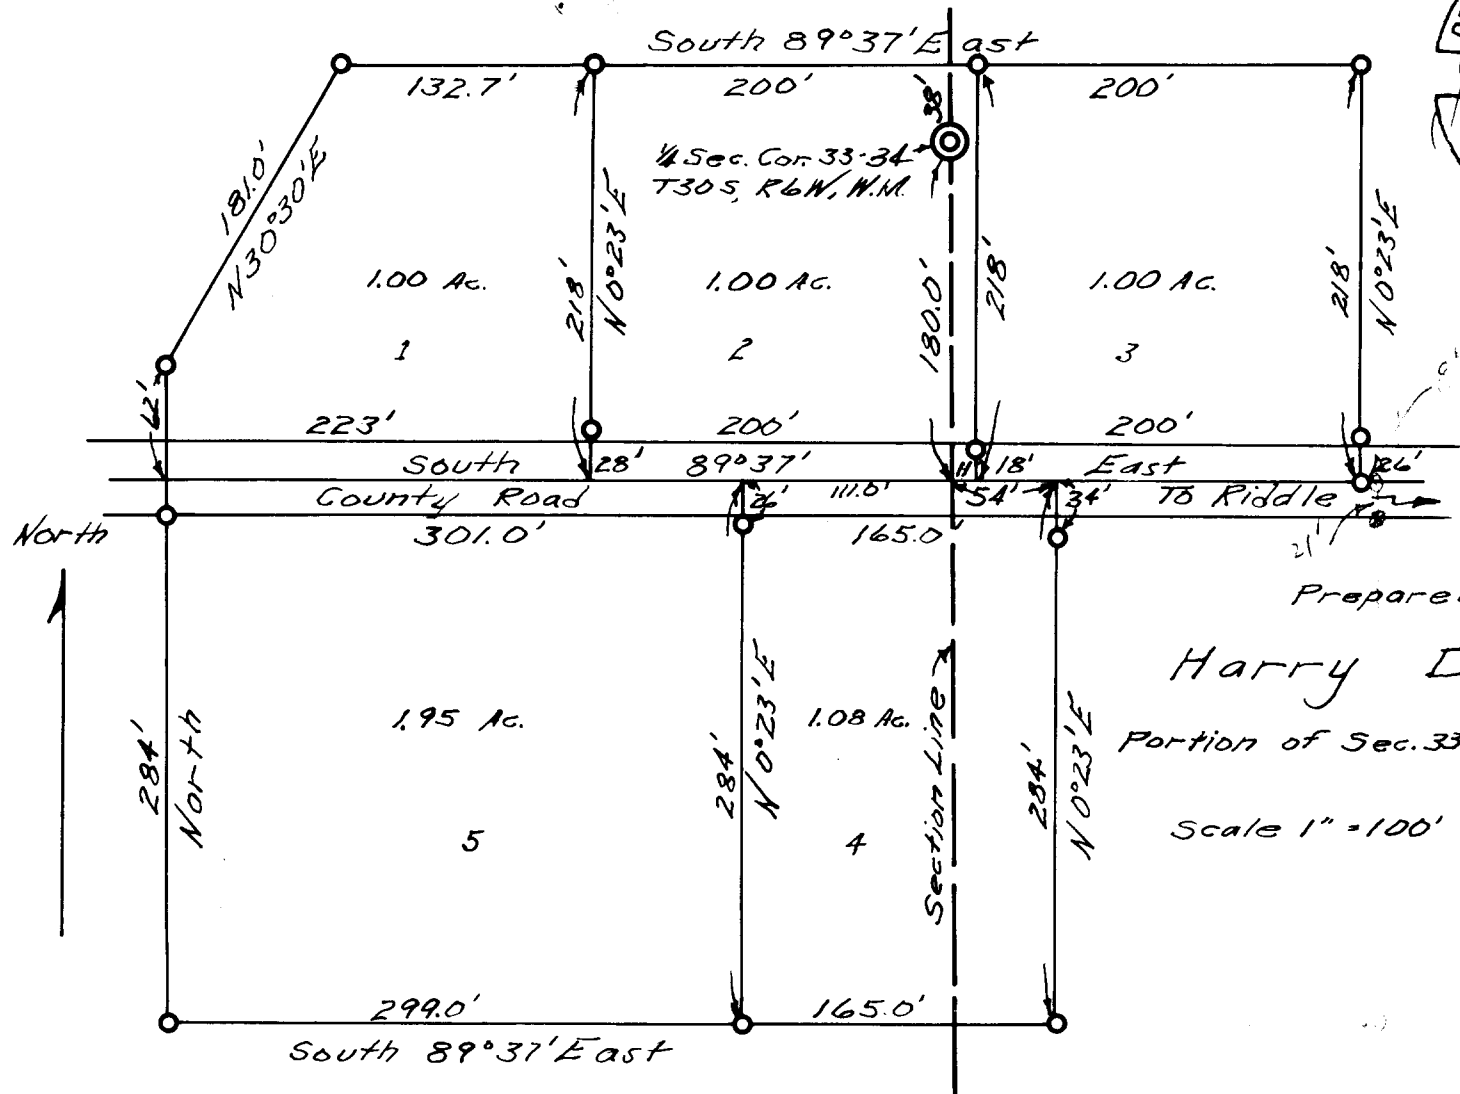 South 89°37' East
132.7'
200'
200'
38'
1/4 Sec. Cor. 33-34
T30S, R6W, W.M.
181.0'
N30°30'E
218'
N0°23'E
180.0'
218'
218'
N0°23'E
1.00 Ac.
1.00 Ac.
1.00 Ac.
1
2
3
62'
223'
200'
200'
South 28' 89°37' 18' East 26'
County Road 26' 111.0' 54' 34' To Riddle
21'
North
301.0'
165.0'
Prepare
Harry D
Portion of Sec. 33
Scale 1" = 100'
284'
North
1.95 Ac.
5
284'
N0°23'E
1.08 Ac.
4
Section Line
284'
N0°23'E
299.0'
165.0'
South 89°37' East